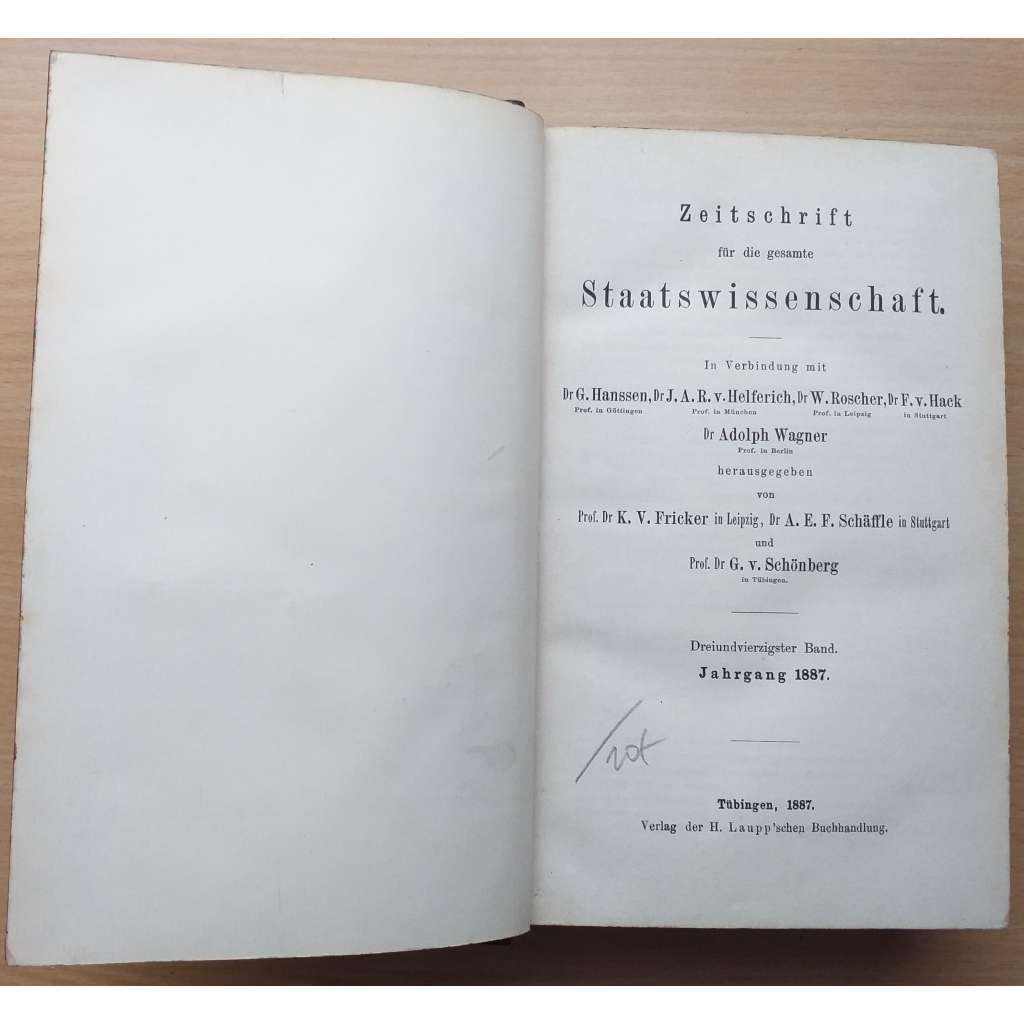 Zeitschrift
für die gesamte
Staatswissenschaft.
In Verbindung mit
Dr G. Hanssen, Dr J. A. R. v. Helferich, Dr W. Roscher, Dr F. v. Hack
Prof. in Göttingen Prof. in München Prof. in Leipzig in Stuttgart
Dr Adolph Wagner
Prof. in Berlin
herausgegeben
von
Prof. Dr K. V. Fricker in Leipzig, Dr A. E. F. Schäffle in Stuttgart
und
Prof. Dr G. v. Schönberg
in Tübingen.
Dreiundvierzigster Band.
Jahrgang 1887.
Tübingen, 1887.
Verlag der H. Laupp'schen Buchhandlung.